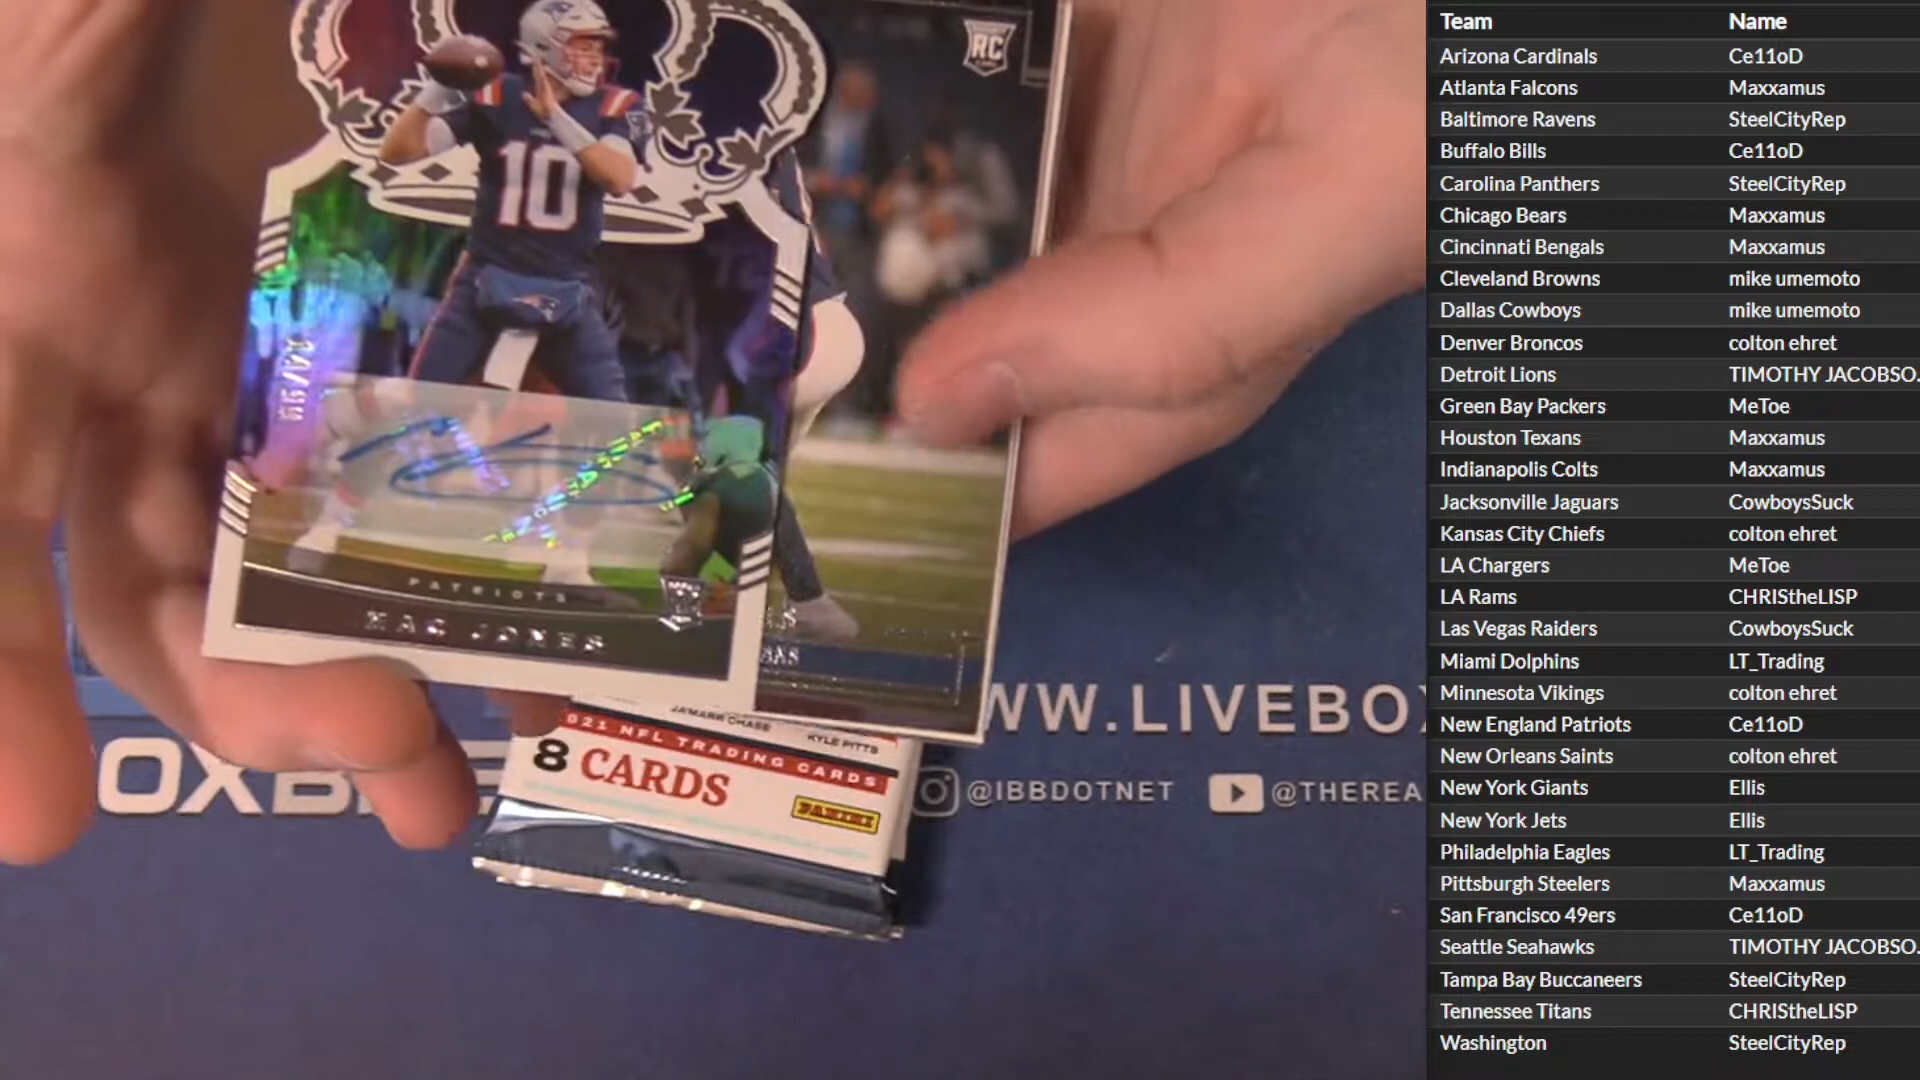 Team Name
Arizona Cardinals Ce11oD
Atlanta Falcons Maxxamus
Baltimore Ravens SteelCityRep
Buffalo Bills Ce11oD
Carolina Panthers SteelCityRep
Chicago Bears Maxxamus
Cincinnati Bengals Maxxamus
Cleveland Browns mike umemoto
Dallas Cowboys mike umemoto
Denver Broncos colton ehret
Detroit Lions TIMOTHY JACOBSO.
Green Bay Packers MeToe
Houston Texans Maxxamus
Indianapolis Colts Maxxamus
Jacksonville Jaguars CowboysSuck
Kansas City Chiefs colton ehret
LA Chargers MeToe
LA Rams CHRIStheLISP
Las Vegas Raiders CowboysSuck
Miami Dolphins LT_Trading
Minnesota Vikings colton ehret
New England Patriots Ce11oD
New Orleans Saints colton ehret
New York Giants Ellis
New York Jets Ellis
Philadelphia Eagles LT_Trading
Pittsburgh Steelers Maxxamus
San Francisco 49ers Ce11oD
Seattle Seahawks TIMOTHY JACOBSO.
Tampa Bay Buccaneers SteelCityRep
Tennessee Titans CHRIStheLISP
Washington SteelCityRep
RC
10
PATRIOTS
MAC JONES
JA'MARR CHASE
KYLE PITTS
021 NFL TRADING CARDS
8 CARDS
PANINI
WW.LIVEBOX
OXB
@IBBDOTNET
@THEREA